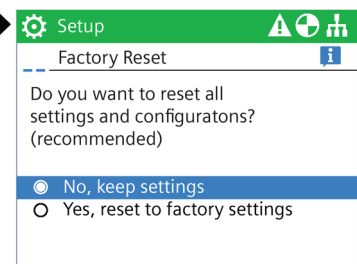 Setup
Factory Reset
Do you want to reset all
settings and configuratons?
(recommended)
No, keep settings
Yes, reset to factory settings